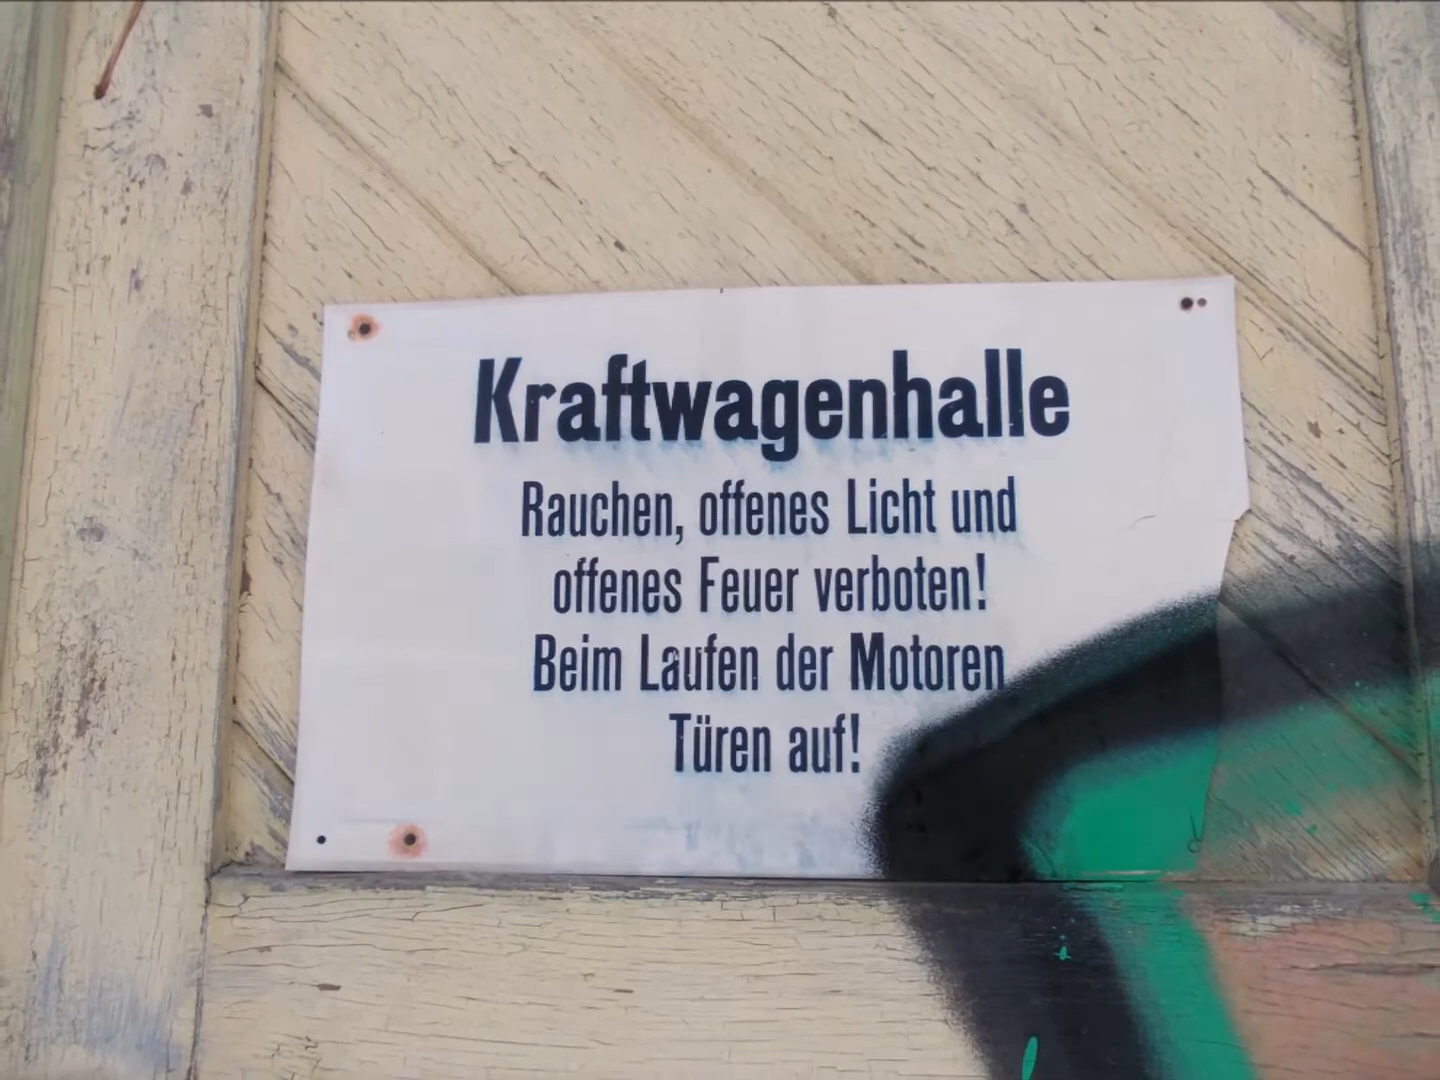 Kraftwagenhalle
Rauchen, offenes Licht und
offenes Feuer verboten!
Beim Laufen der Motoren
Türen auf!